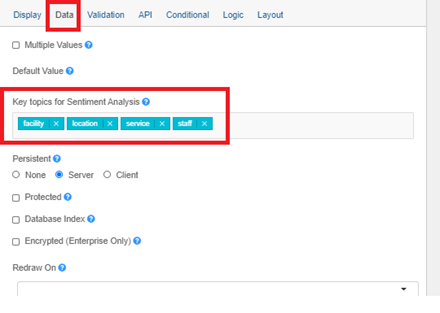 Display Data Validation API Conditional Logic Layout
Multiple Values ?
Default Value ?
Key topics for Sentiment Analysis ?
facility × location × service × staff ×
Persistent ?
None Server Client
Protected ?
Database Index ?
Encrypted (Enterprise Only) ?
Redraw On ?